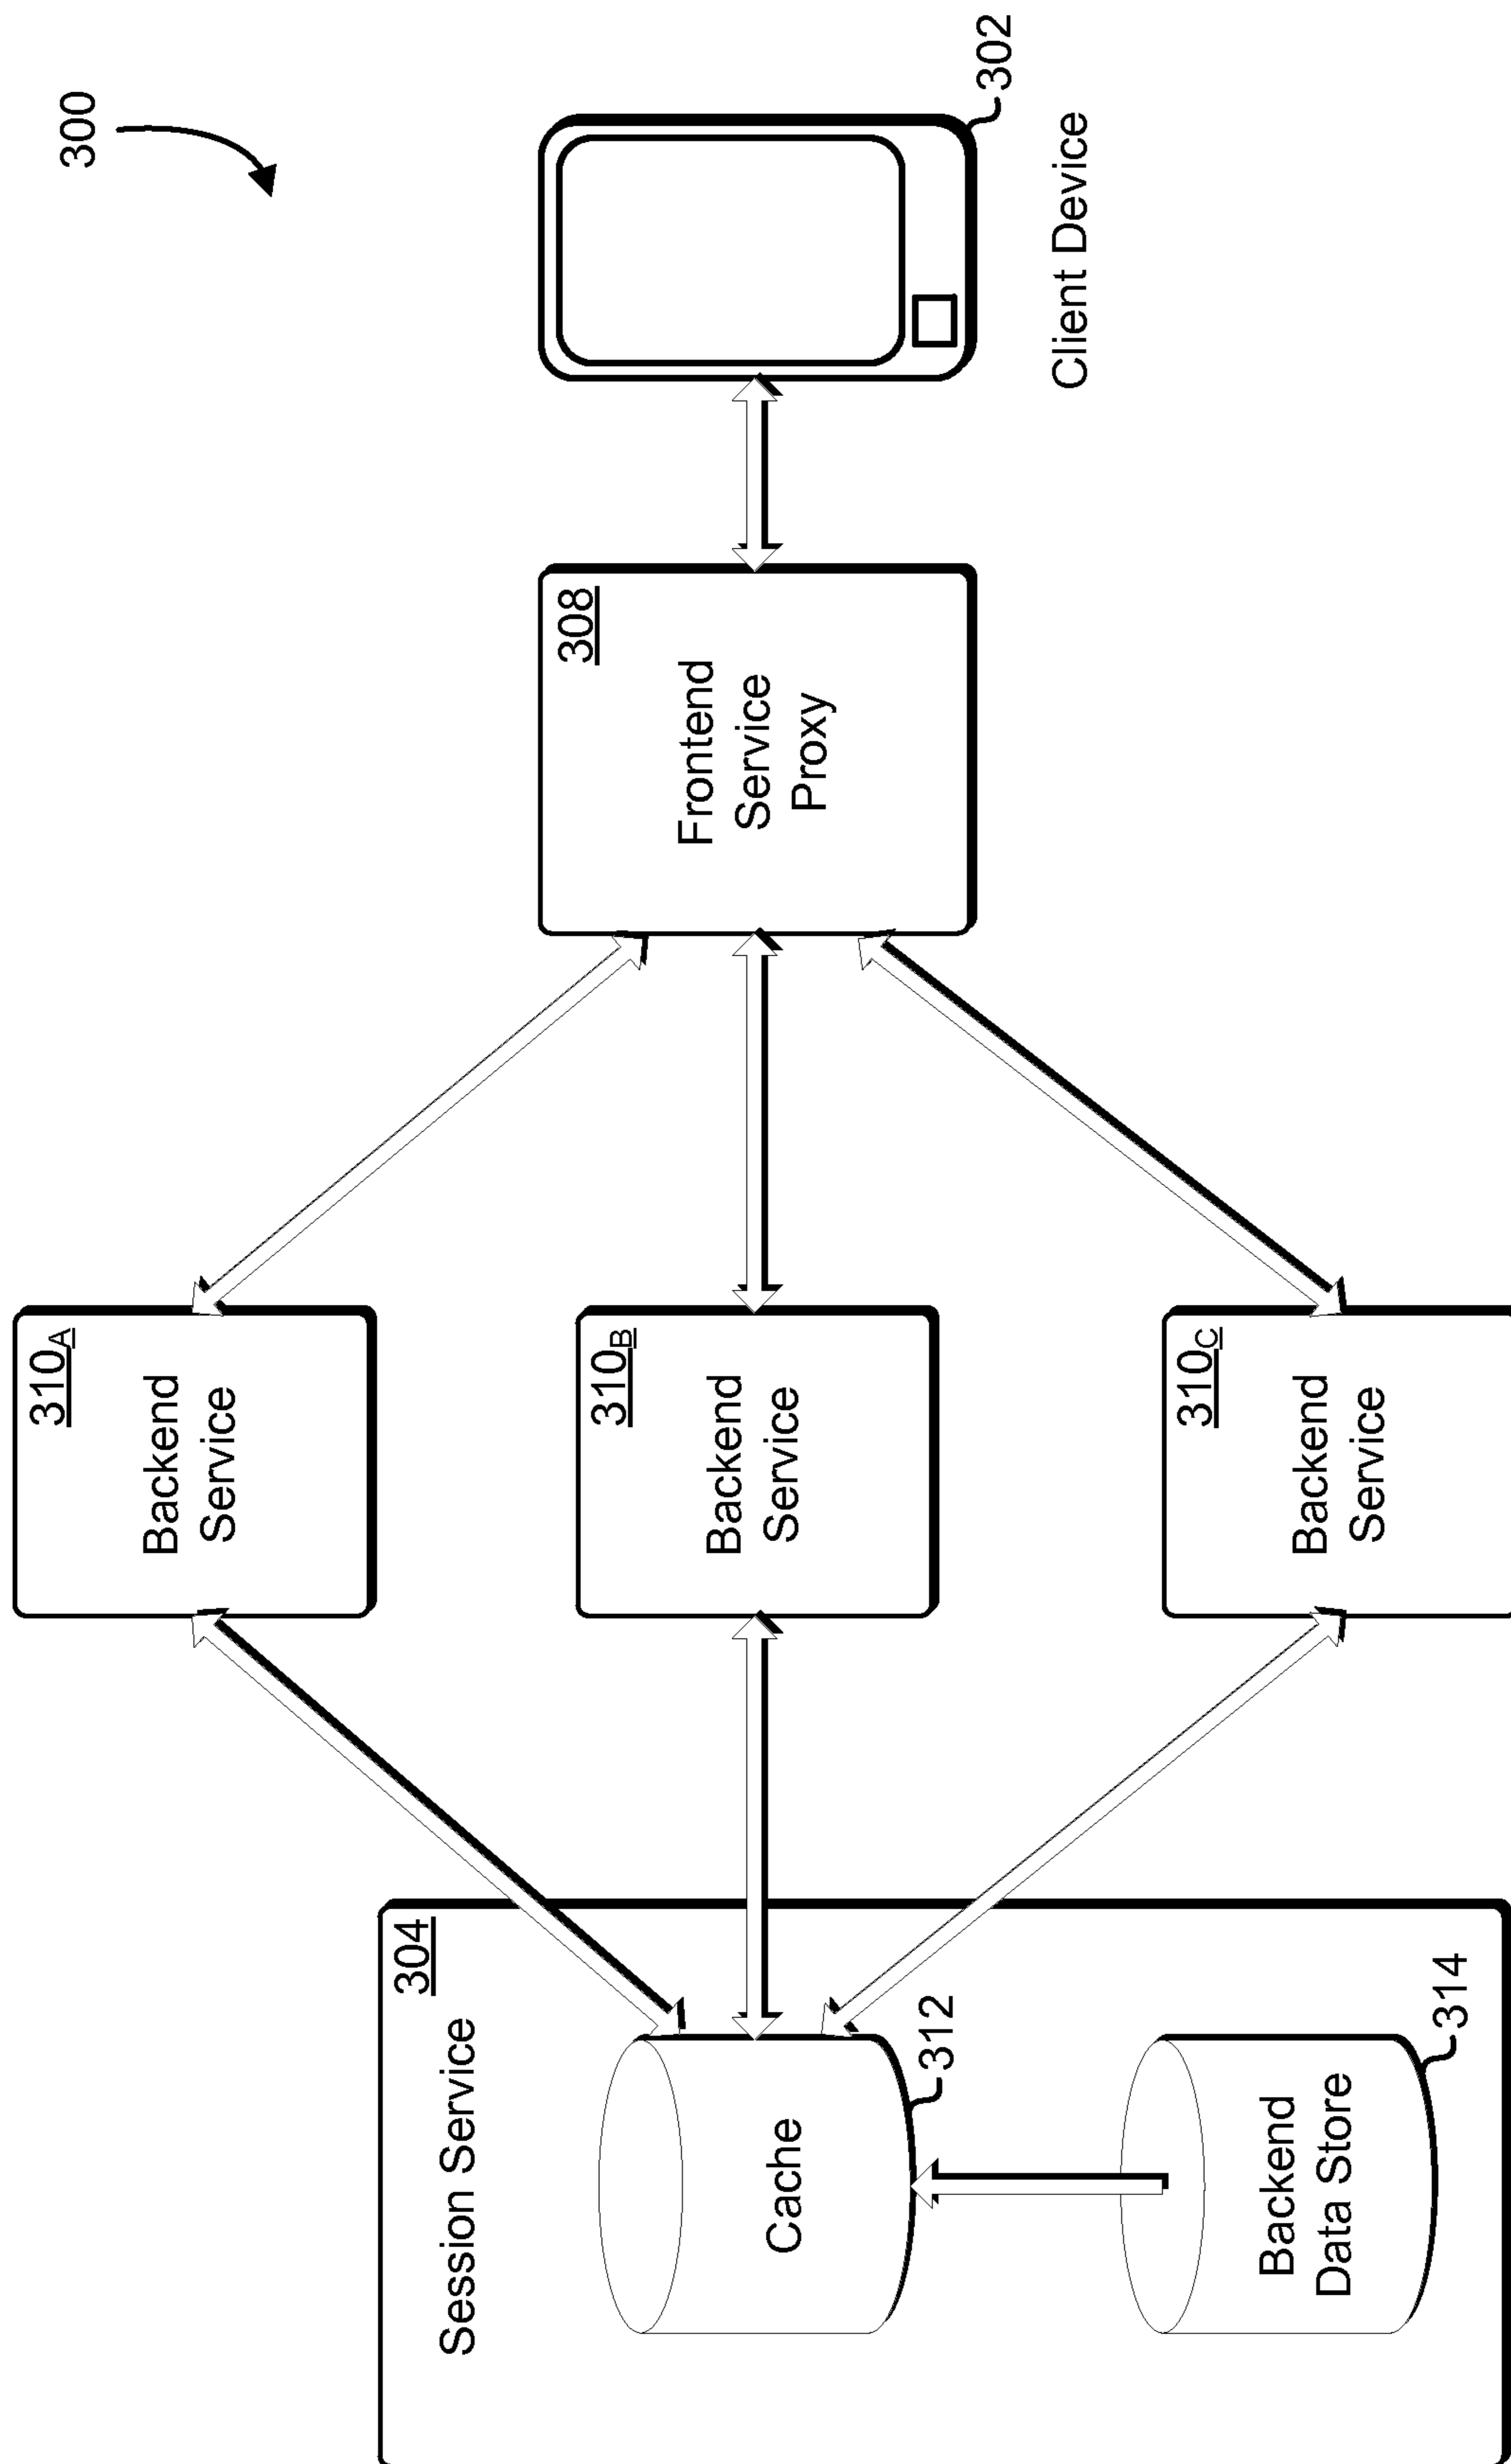 300
Session Service
304
Cache
312
Backend
Data Store
314
310A
Backend
Service
310B
Backend
Service
310C
Backend
Service
308
Frontend
Service
Proxy
302
Client Device